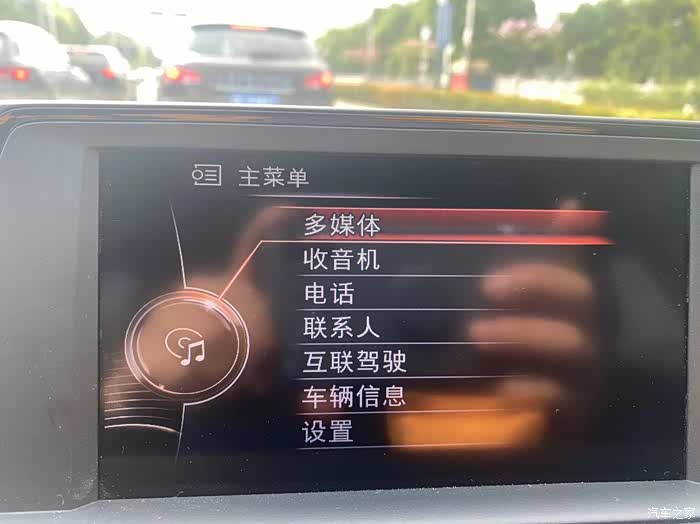 主菜单
多媒体
收音机
电话
联系人
互联驾驶
车辆信息
设置
汽车之家